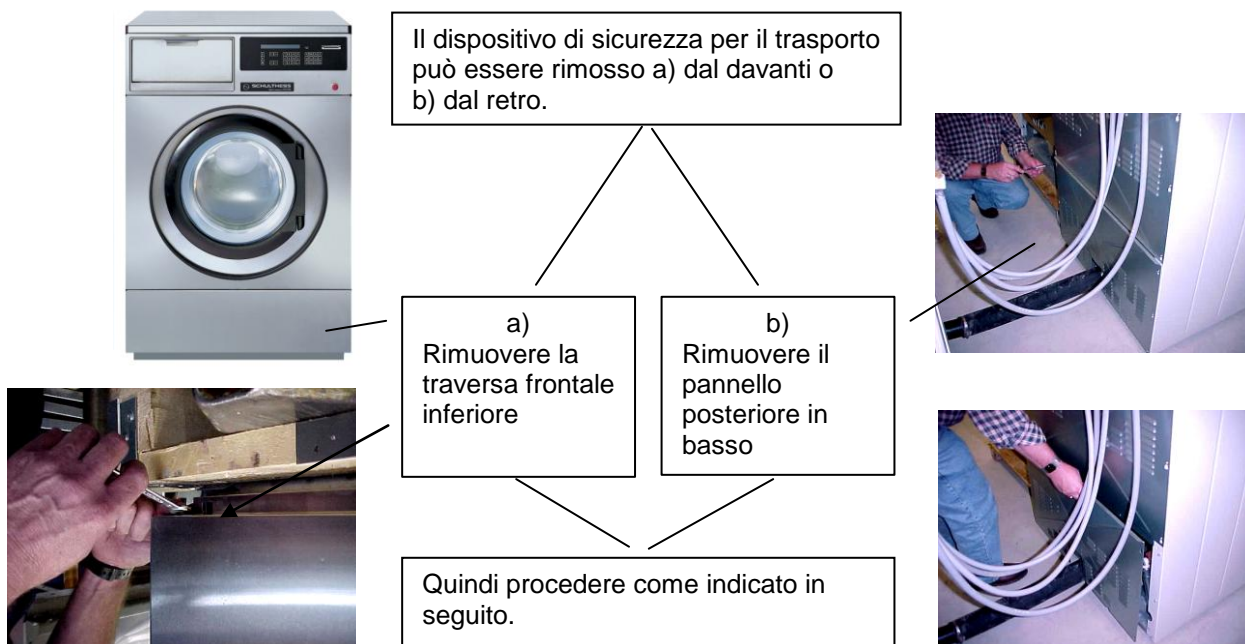 Il dispositivo di sicurezza per il trasporto
può essere rimosso a) dal davanti o
b) dal retro.
SCHULTHESS
a)
Rimuovere la
traversa frontale
inferiore
b)
Rimuovere il
pannello
posteriore in
basso
Quindi procedere come indicato in
seguito.